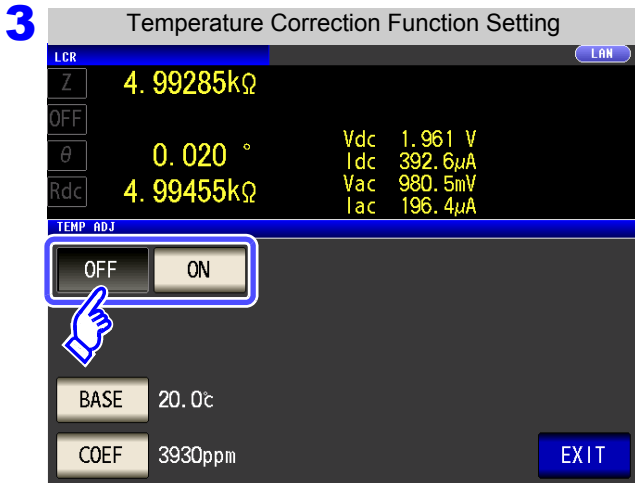 3
Temperature Correction Function Setting
LCR
LAN
Z 4. 99285kΩ
OFF
θ 0. 020 °
Rdc 4. 99455kΩ
Vdc 1. 961 V
Idc 392. 6μA
Vac 980. 5mV
Iac 196. 4μA
TEMP ADJ
OFF ON
BASE 20. 0℃
COEF 3930ppm
EXIT